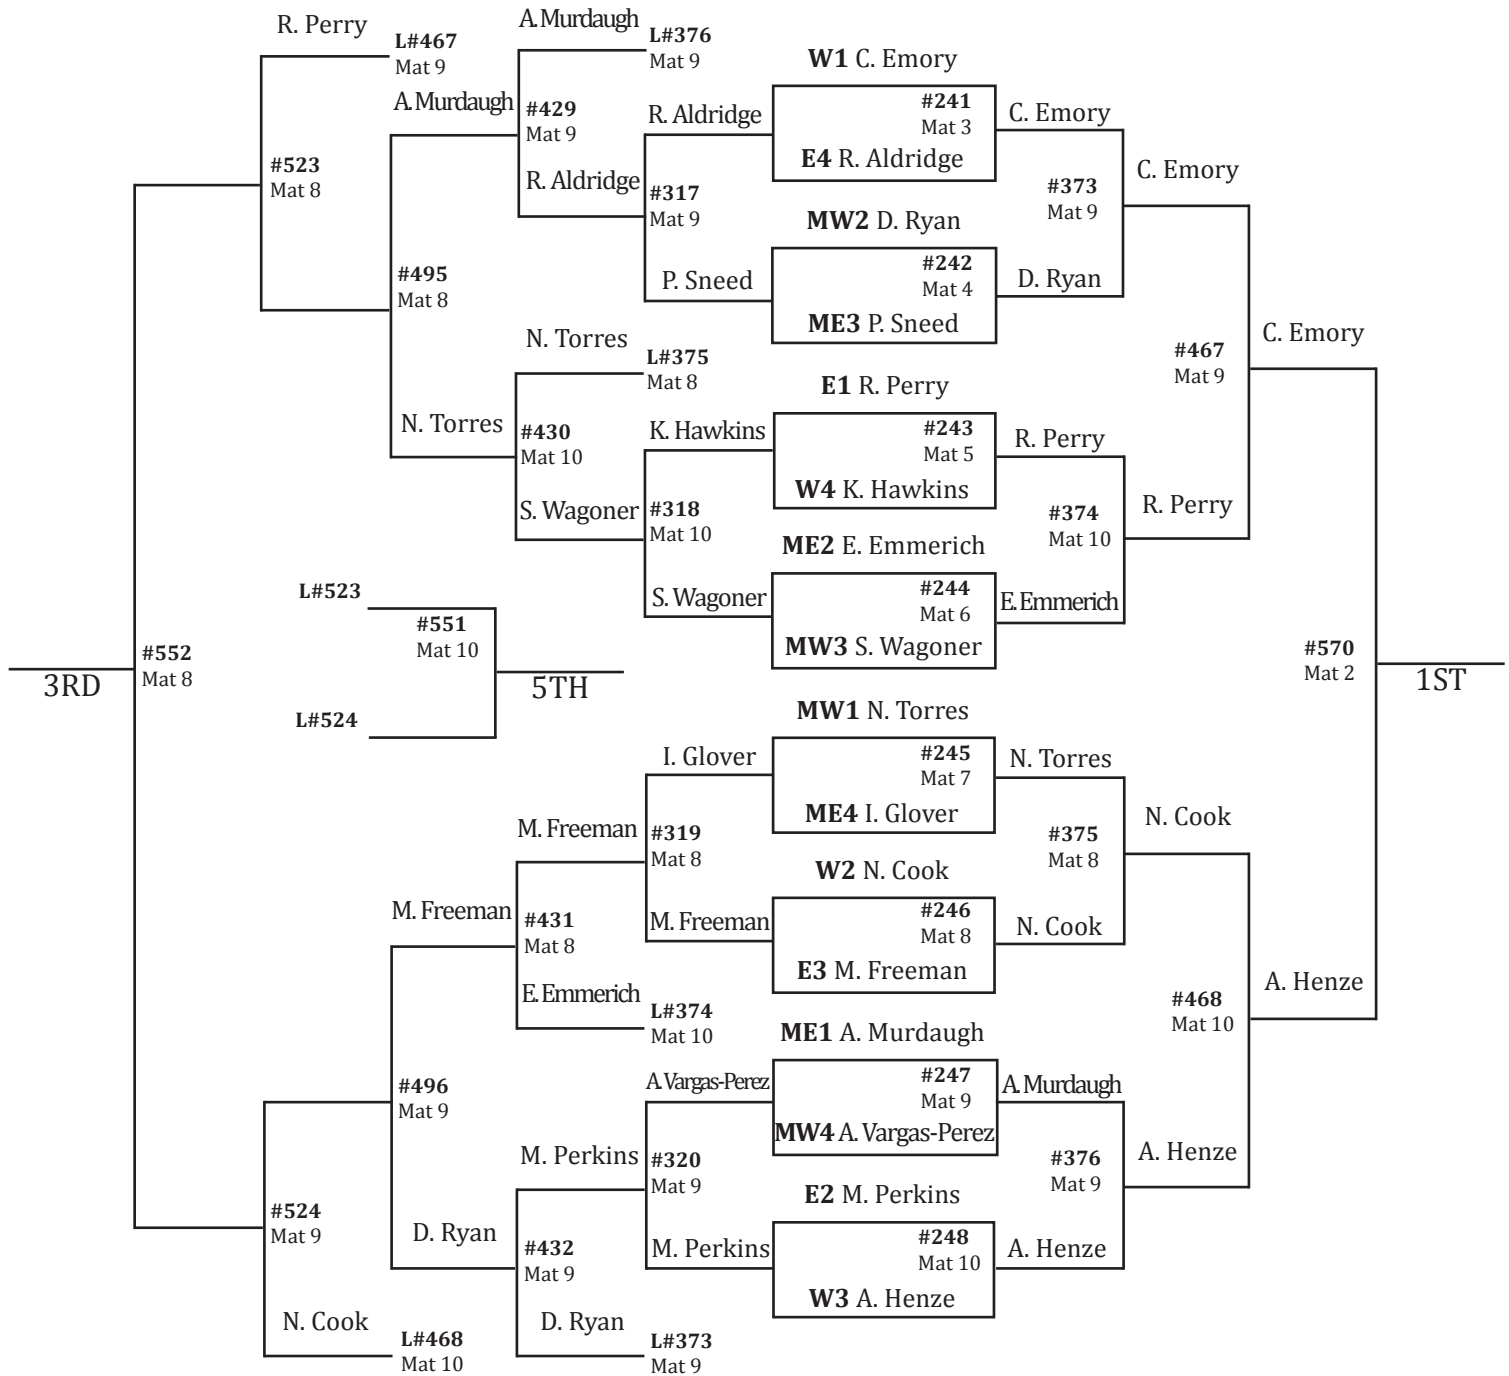 R. Perry
L#467
Mat 9
#523
Mat 8
A. Murdaugh
L#376
Mat 9
A. Murdaugh
#429
Mat 9
R. Aldridge
R. Aldridge
#317
Mat 9
P. Sneed
#495
Mat 8
N. Torres
L#375
Mat 8
N. Torres
#430
Mat 10
K. Hawkins
S. Wagoner
#318
Mat 10
S. Wagoner
W1 C. Emory
#241
Mat 3
E4 R. Aldridge
C. Emory
MW2 D. Ryan
#242
Mat 4
ME3 P. Sneed
D. Ryan
#373
Mat 9
C. Emory
E1 R. Perry
#243
Mat 5
W4 K. Hawkins
R. Perry
ME2 E. Emmerich
#244
Mat 6
MW3 S. Wagoner
E. Emmerich
#374
Mat 10
R. Perry
#467
Mat 9
C. Emory
L#523
#551
Mat 10
5TH
L#524
#552
Mat 8
3RD
#570
Mat 2
1ST
MW1 N. Torres
#245
Mat 7
ME4 I. Glover
N. Torres
W2 N. Cook
#246
Mat 8
E3 M. Freeman
N. Cook
#375
Mat 8
N. Cook
ME1 A. Murdaugh
#247
Mat 9
MW4 A. Vargas-Perez
A. Murdaugh
E2 M. Perkins
#248
Mat 10
W3 A. Henze
A. Henze
#376
Mat 9
A. Henze
#468
Mat 10
A. Henze
I. Glover
M. Freeman
#319
Mat 8
M. Freeman
M. Freeman
#431
Mat 8
E. Emmerich
L#374
Mat 10
#496
Mat 9
A. Vargas-Perez
M. Perkins
#320
Mat 9
M. Perkins
D. Ryan
#432
Mat 9
D. Ryan
L#373
Mat 9
#524
Mat 9
N. Cook
L#468
Mat 10